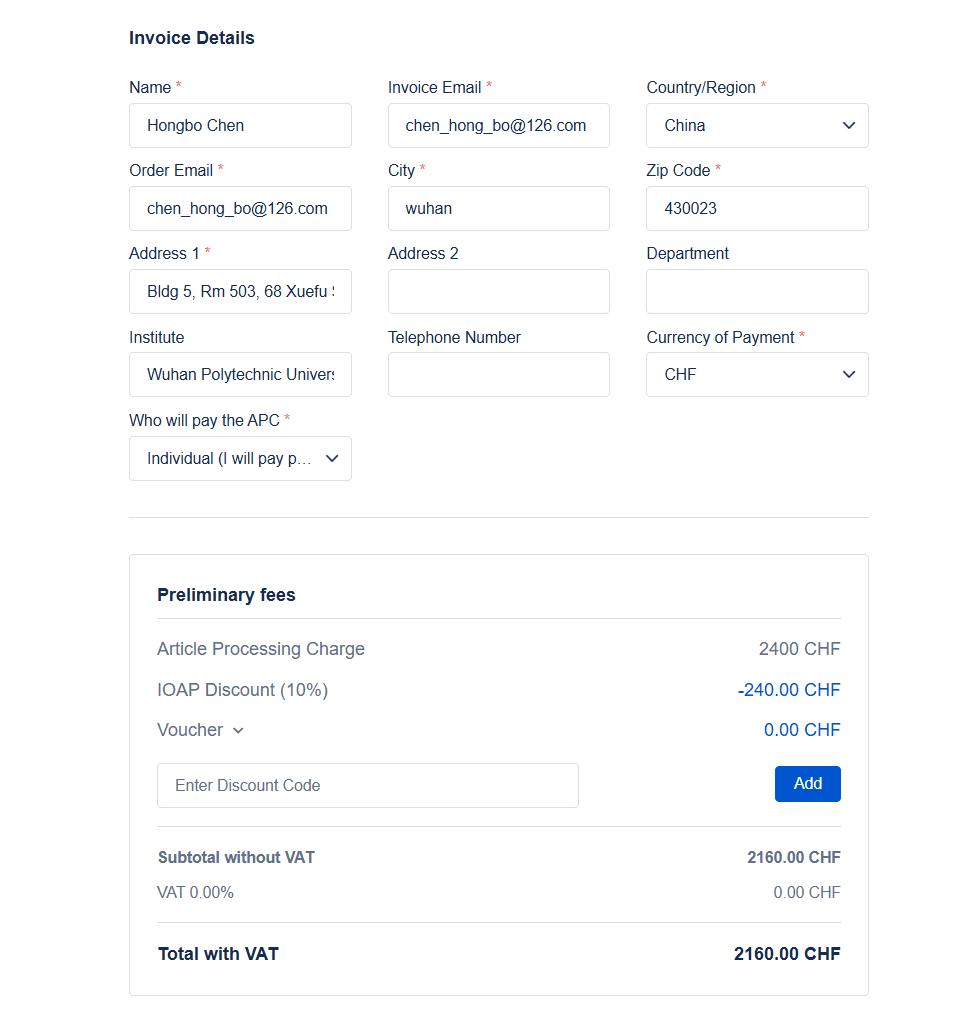 Invoice Details
Name * Invoice Email * Country/Region *
Hongbo Chen chen_hong_bo@126.com China
Order Email * City * Zip Code *
chen_hong_bo@126.com wuhan 430023
Address 1 * Address 2 Department
Bldg 5, Rm 503, 68 Xuefu
Institute Telephone Number Currency of Payment *
Wuhan Polytechnic Univers CHF
Who will pay the APC *
Individual (I will pay p...
Preliminary fees
Article Processing Charge 2400 CHF
IOAP Discount (10%) -240.00 CHF
Voucher 0.00 CHF
Enter Discount Code Add
Subtotal without VAT 2160.00 CHF
VAT 0.00% 0.00 CHF
Total with VAT 2160.00 CHF